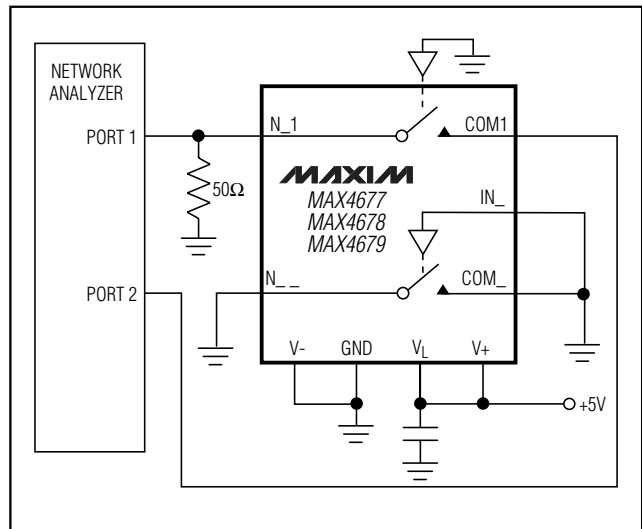 NETWORK
ANALYZER
PORT 1
N_1
COM1
50Ω
MAXIM
MAX4677
MAX4678
MAX4679
IN_
PORT 2
N_ _
COM_
V-
GND
VL
V+
+5V